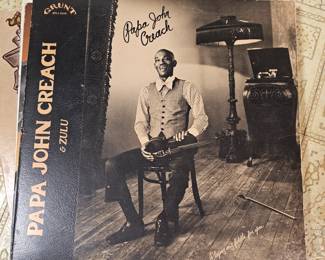 GRUNT
Papa John
Creach
PAPA JOHN CREACH
& ZULU